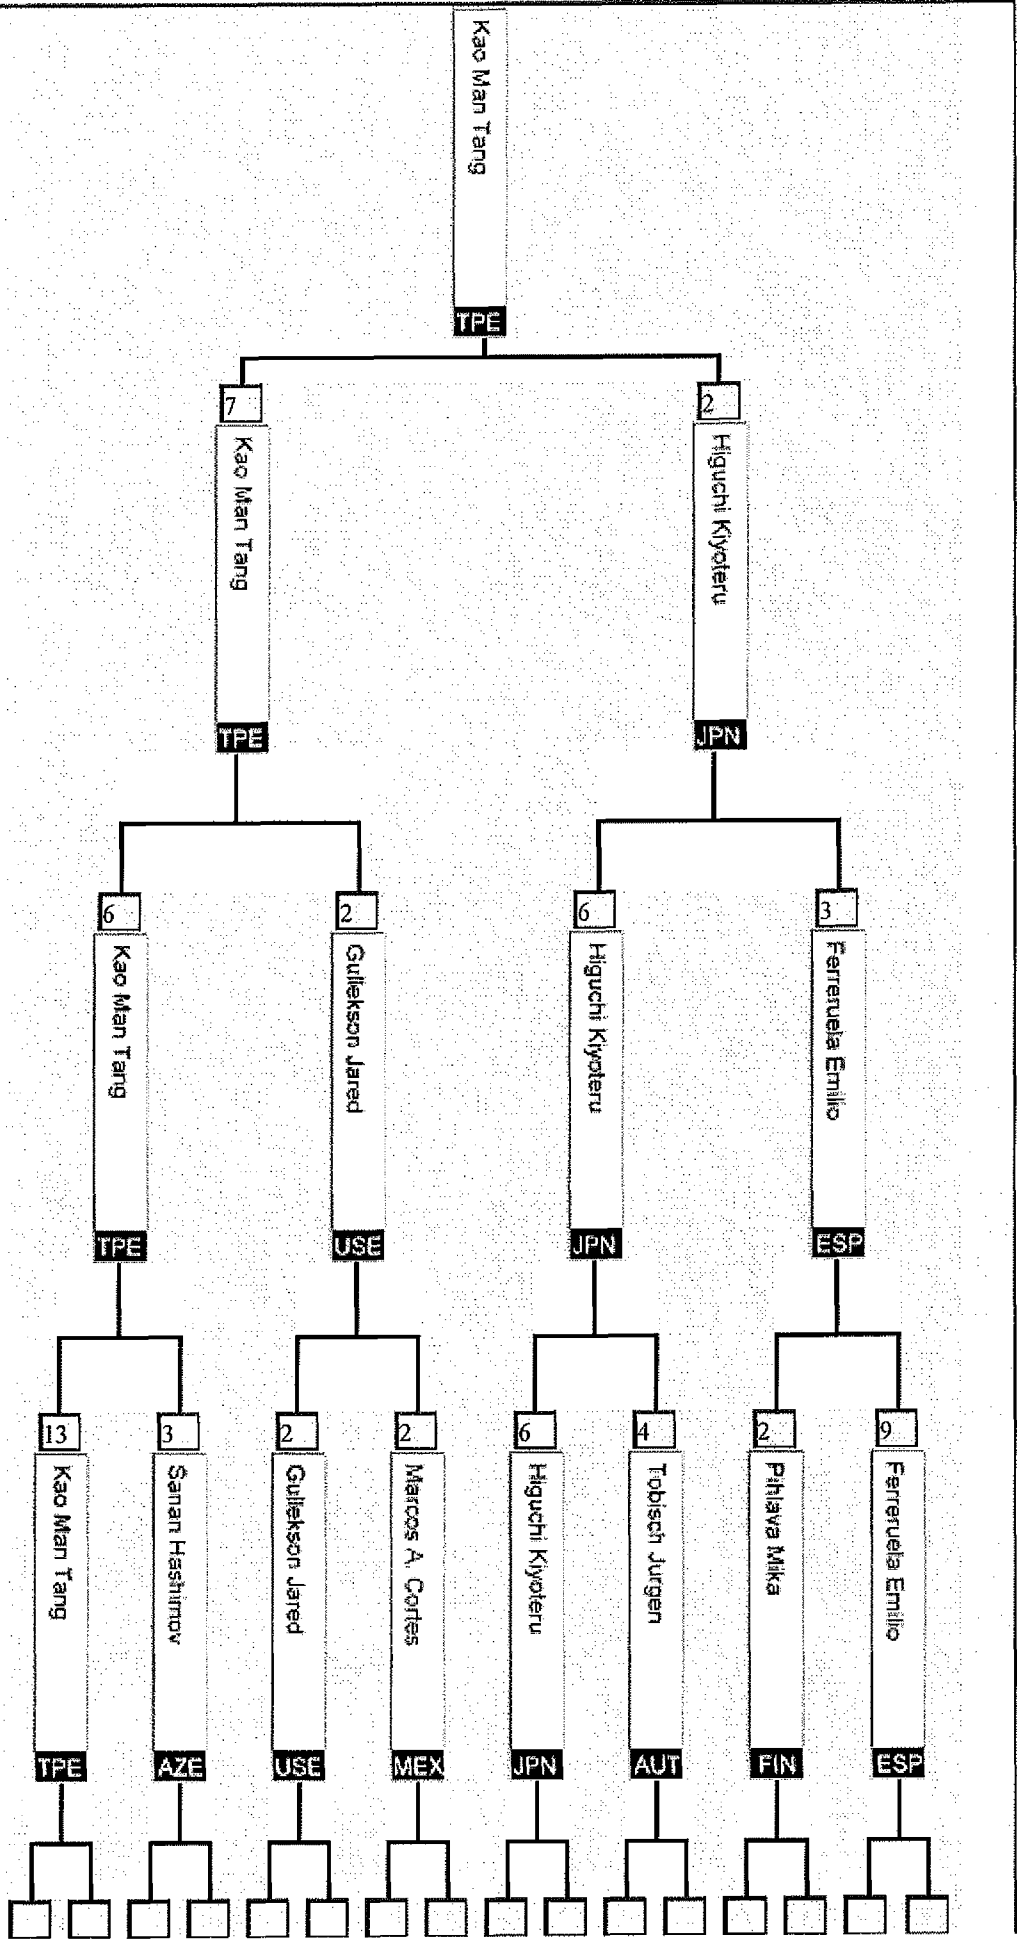 Kao Man Tang
TPE
7
Kao Man Tang
TPE
2
Higuchi Kiyoteru
JPN
6
Kao Man Tang
TPE
2
Gullekson Jared
USE
6
Higuchi Kiyoteru
JPN
3
Ferreruela Emilio
ESP
13
Kao Man Tang
TPE
3
Sanan Hashimov
AZE
2
Gullekson Jared
USE
2
Marcos A. Cortes
MEX
6
Higuchi Kiyoteru
JPN
4
Tobisch Jurgen
AUT
2
Pihlava Mika
FIN
9
Ferreruela Emilio
ESP